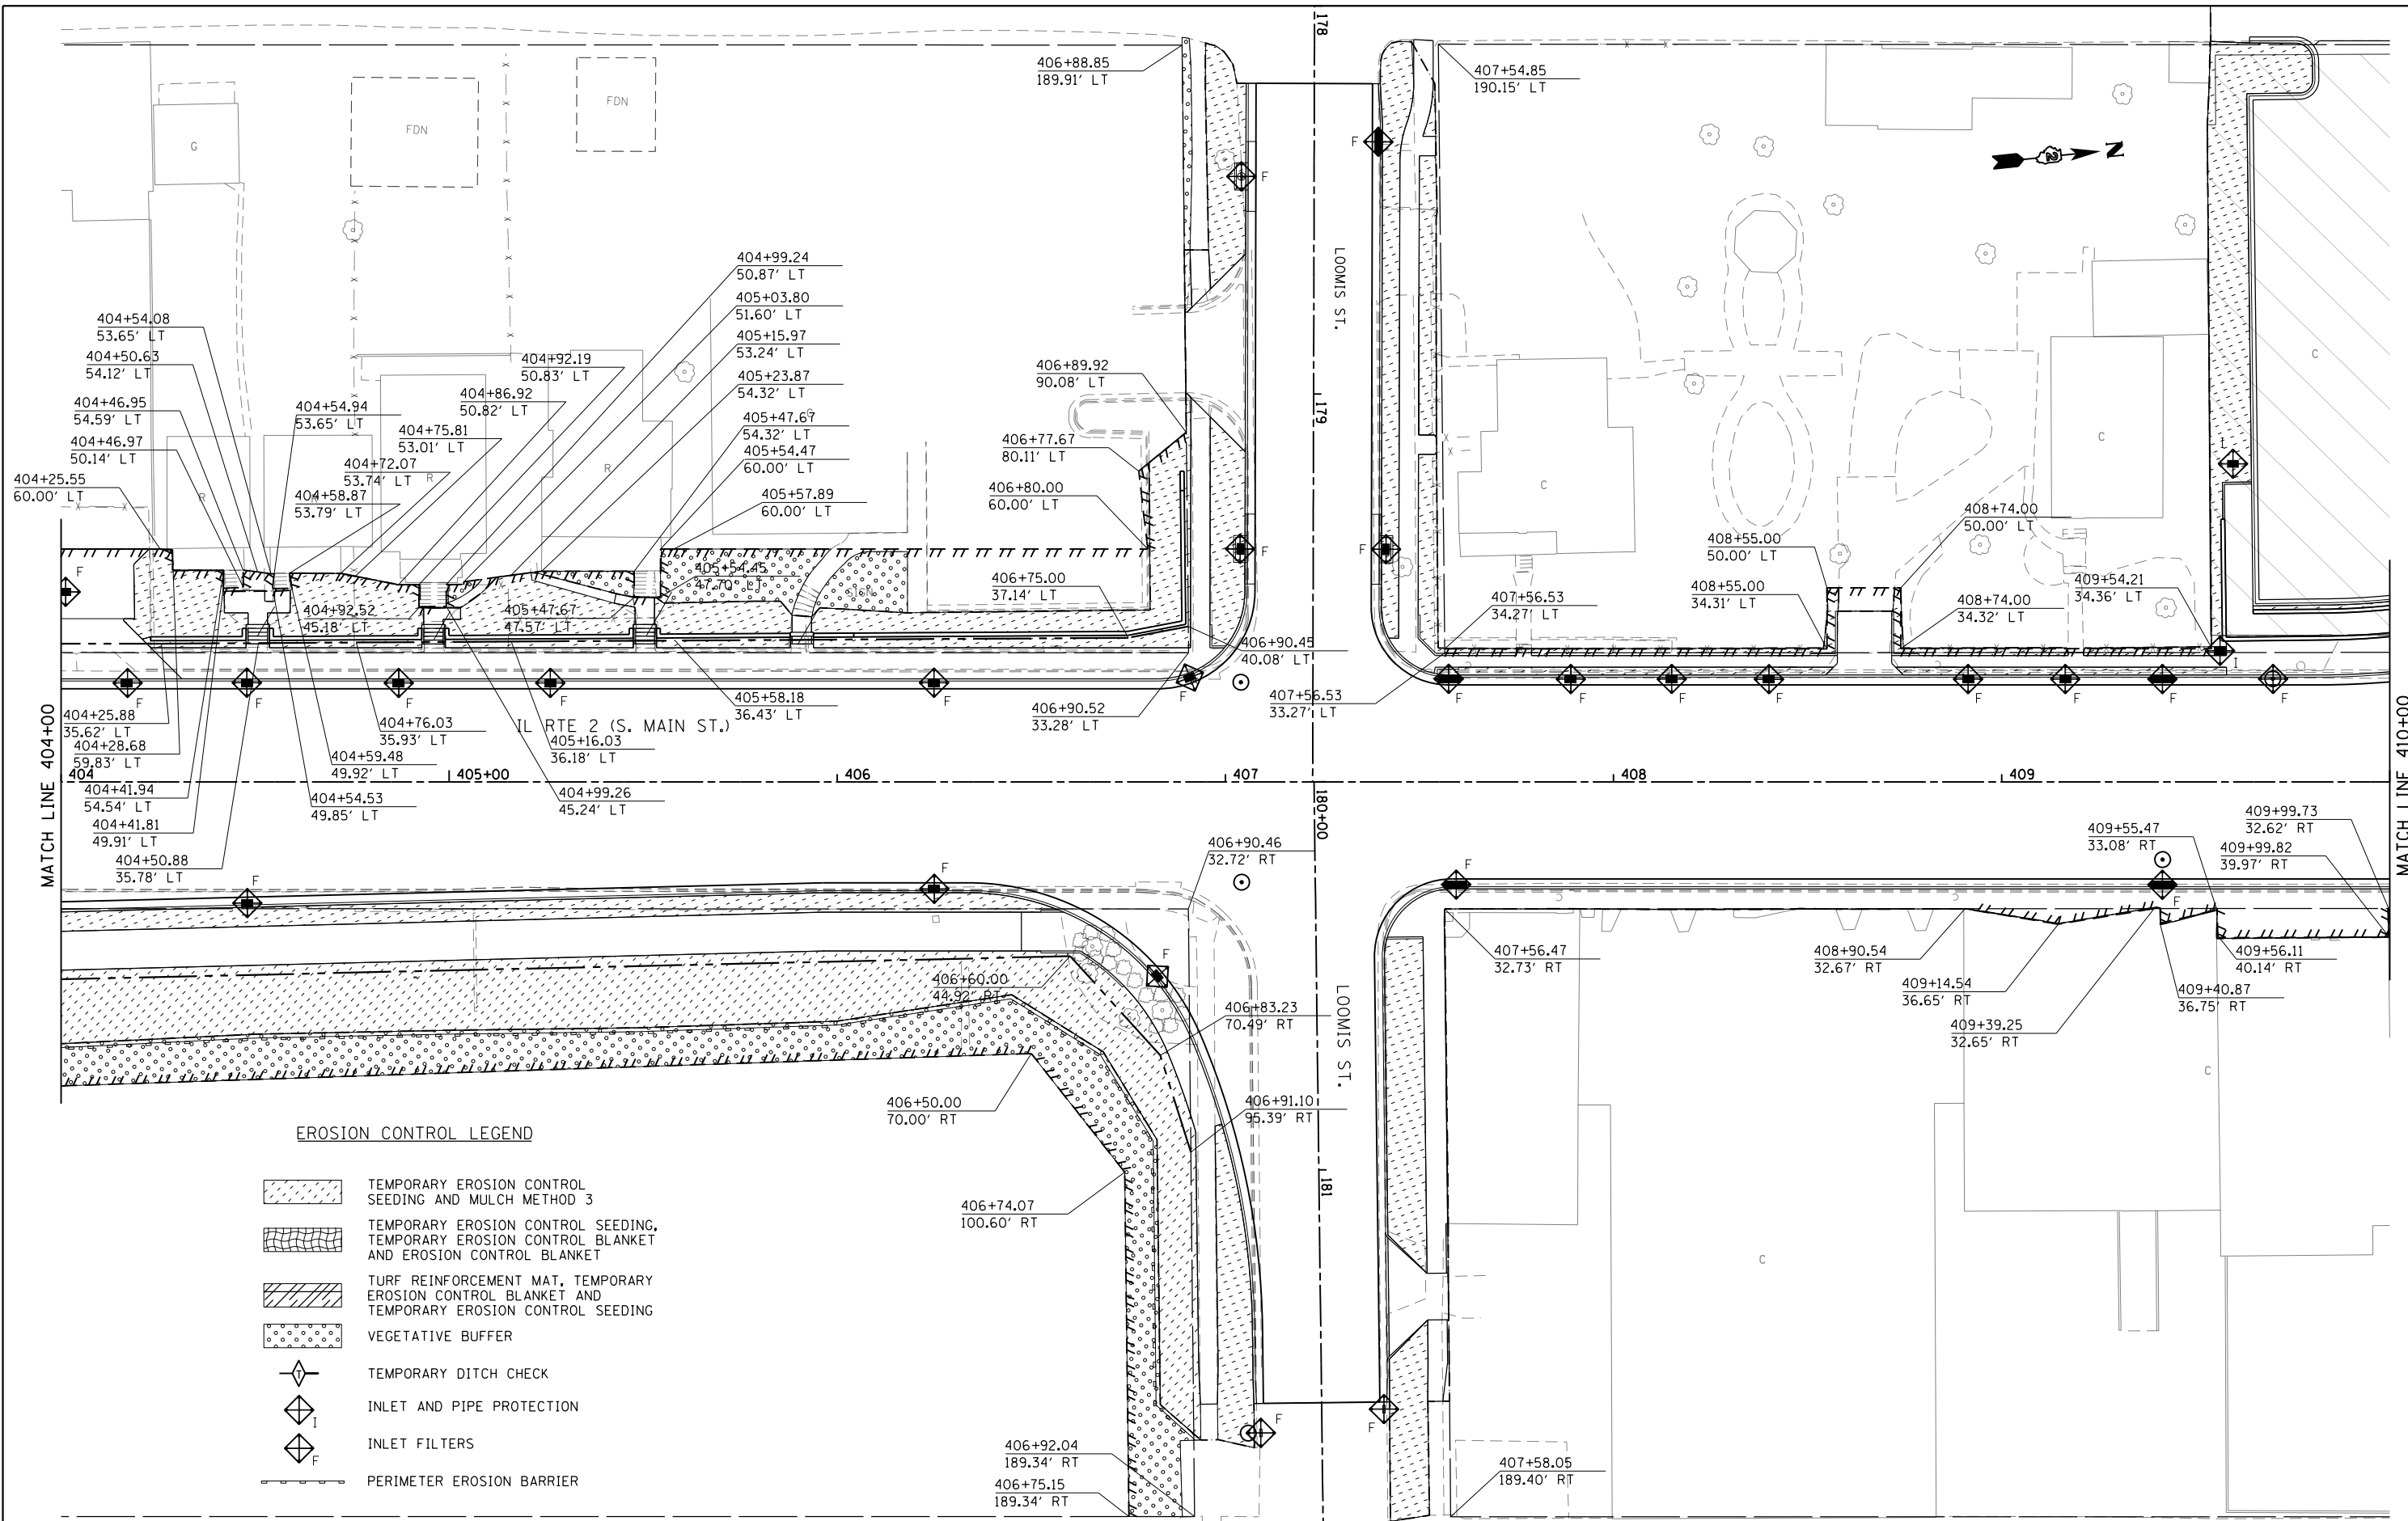 178
406+88.85
189.91' LT
407+54.85
190.15' LT
G
FDN
FDN
F
F
N
2
LOOMIS ST.
404+99.24
50.87' LT
405+03.80
51.60' LT
405+15.97
53.24' LT
405+23.87
54.32' LT
404+54.08
53.65' LT
404+50.63
54.12' LT
404+46.95
54.59' LT
404+46.97
50.14' LT
404+25.55
60.00' LT
404+54.94
53.65' LT
404+92.19
50.83' LT
404+86.92
50.82' LT
404+75.81
53.01' LT
404+72.07
53.74' LT
404+58.87
53.79' LT
405+47.67
54.32' LT
405+54.47
60.00' LT
405+57.89
60.00' LT
R
R
R
R
406+89.92
90.08' LT
179
406+77.67
80.11' LT
406+80.00
60.00' LT
C
C
C
I
408+74.00
50.00' LT
408+55.00
50.00' LT
408+55.00
34.31' LT
409+54.21
34.36' LT
408+74.00
34.32' LT
407+56.53
34.27' LT
F
F
F
405+54.45
47.70' LT
SIGN
406+75.00
37.14' LT
404+92.52
45.18' LT
405+47.67
47.57' LT
406+90.45
40.08' LT
407+56.53
33.27' LT
I
F
F
F
F
F
F
F
F
F
F
F
F
F
F
404+25.88
35.62' LT
404+28.68
59.83' LT
404+76.03
35.93' LT
IL RTE 2 (S. MAIN ST.)
405+58.18
36.43' LT
406+90.52
33.28' LT
405+16.03
36.18' LT
404+59.48
49.92' LT
MATCH LINE 404+00
MATCH LINE 410+00
404
405+00
406
407
408
409
404+41.94
54.54' LT
404+54.53
49.85' LT
404+99.26
45.24' LT
404+41.81
49.91' LT
404+50.88
35.78' LT
180+00
406+90.46
32.72' RT
409+99.73
32.62' RT
409+55.47
33.08' RT
409+99.82
39.97' RT
F
F
F
F
F
407+56.47
32.73' RT
408+90.54
32.67' RT
409+56.11
40.14' RT
409+14.54
36.65' RT
409+40.87
36.75' RT
409+39.25
32.65' RT
406+60.00
44.92' RT
406+83.23
70.49' RT
LOOMIS ST.
406+50.00
70.00' RT
406+91.10
95.39' RT
C
181
406+74.07
100.60' RT
C
EROSION CONTROL LEGEND
TEMPORARY EROSION CONTROL
SEEDING AND MULCH METHOD 3
TEMPORARY EROSION CONTROL SEEDING,
TEMPORARY EROSION CONTROL BLANKET
AND EROSION CONTROL BLANKET
TURF REINFORCEMENT MAT, TEMPORARY
EROSION CONTROL BLANKET AND
TEMPORARY EROSION CONTROL SEEDING
VEGETATIVE BUFFER
T
TEMPORARY DITCH CHECK
I
INLET AND PIPE PROTECTION
F
INLET FILTERS
PERIMETER EROSION BARRIER
F
F
406+92.04
189.34' RT
406+75.15
189.34' RT
407+58.05
189.40' RT